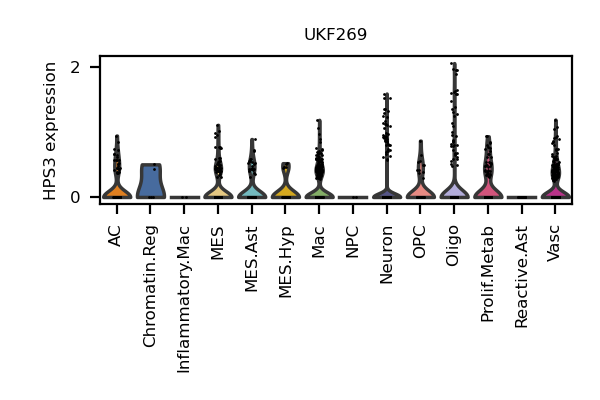 UKF269
HPS3 expression
2
0
AC
Chromatin.Reg
Inflammatory.Mac
MES
MES.Ast
MES.Hyp
Mac
NPC
Neuron
OPC
Oligo
Prolif.Metab
Reactive.Ast
Vasc